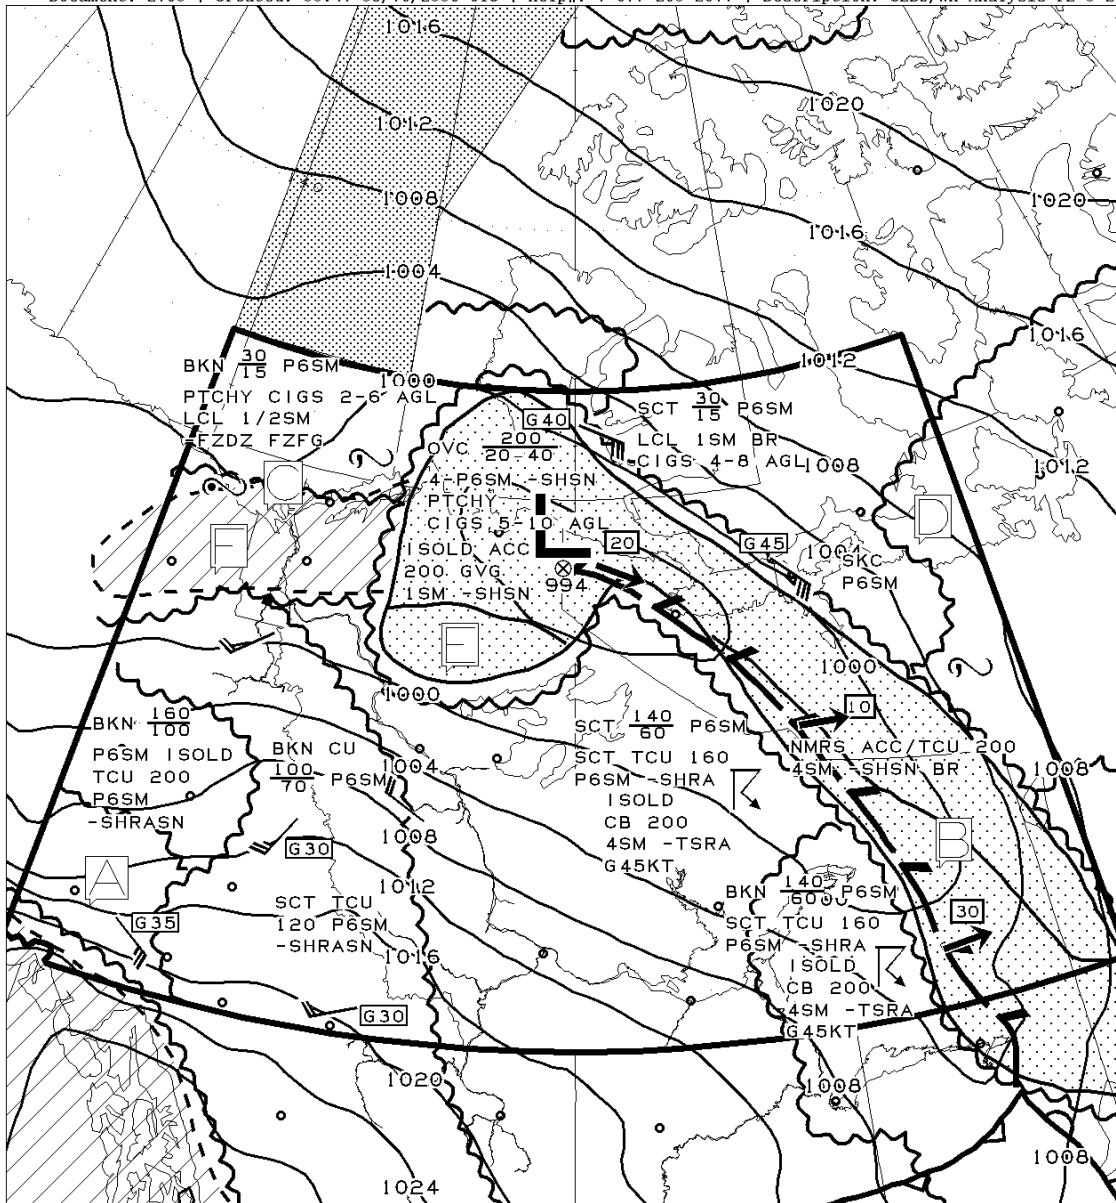 1016
1020
1012
1008
1020
1016
1004
1016
1012
BKN 30/15 P6SM
1000
PTCHY CIGS 2-6 AGL
LCL 1/2SM
-FZDZ FZFG
G40
SCT 30/15 P6SM
LCL 1SM BR
CIGS 4-8 AGL
1008
1012
OVC 200/20-40
4-P6SM -SHSN
PTCHY
CIGS 5-10 AGL
ISOLD ACC
200 GVG
1SM -SHSN
C
F
D
L
20
G45
1004
SKC
P6SM
994
E
1000
1000
BKN 160/100
P6SM ISOLD
TCU 200
P6SM
-SHRASN
BKN CU
100/70 P6SM
1004
SCT 140/60 P6SM
SCT TCU 160
P6SM -SHRA
ISOLD
CB 200
4SM -TSRA
G45KT
10
NMRS ACC/TCU 200
4SM -SHSN BR
1008
1008
G30
B
A
1012
G35
SCT TCU
120 P6SM
-SHRASN
BKN 140/60 P6SM
SCT TCU 160
P6SM -SHRA
ISOLD
CB 200
4SM -TSRA
G45KT
30
1016
G30
1020
1008
1008
1024